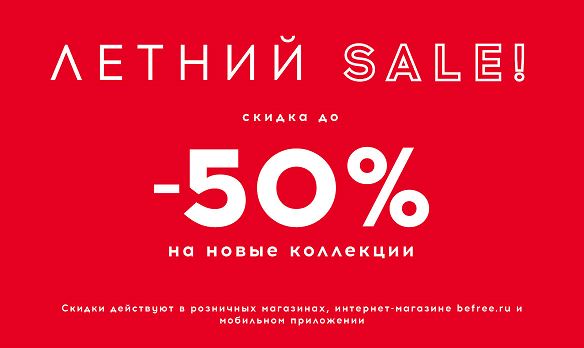 ЛЕТНИЙ SALE!
скидка до
-50%
на новые коллекции
Скидки действуют в розничных магазинах, интернет-магазине befree.ru и
мобильном приложении